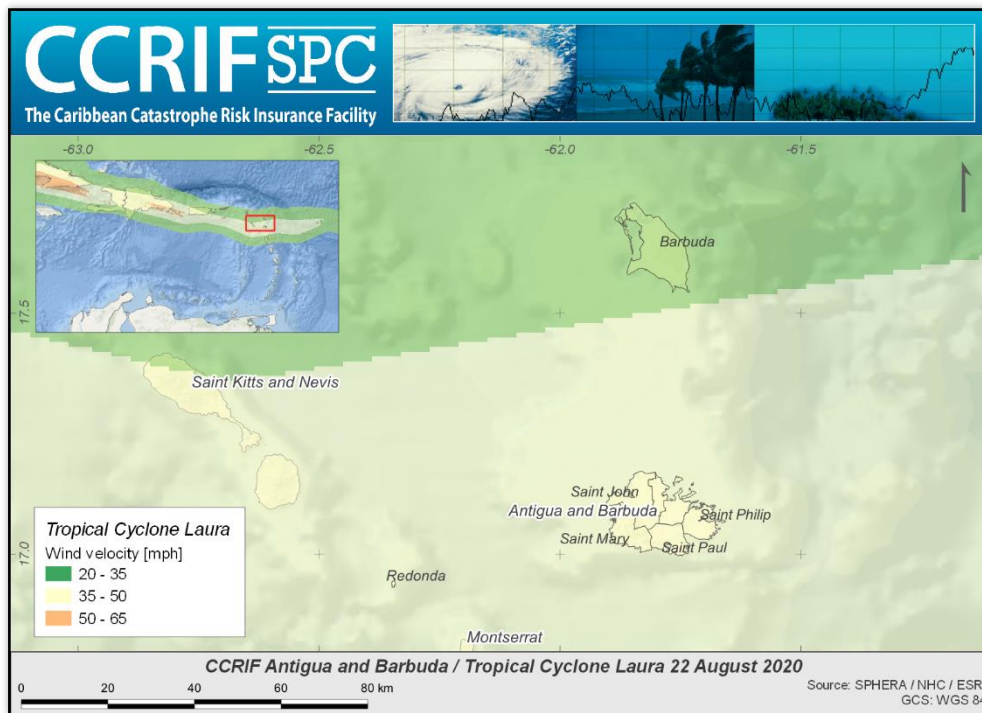 CCRIF SPC
The Caribbean Catastrophe Risk Insurance Facility
-63.0 -62.5 -62.0 -61.5
Barbuda
17.5
Saint Kitts and Nevis
Saint John
Antigua and Barbuda
Saint Philip
Saint Mary
Saint Paul
17.0
Redonda
Montserrat
Tropical Cyclone Laura
Wind velocity [mph]
20 - 35
35 - 50
50 - 65
CCRIF Antigua and Barbuda / Tropical Cyclone Laura 22 August 2020
0 20 40 60 80 km
Source: SPHERA / NHC / ESR
GCS: WGS 84